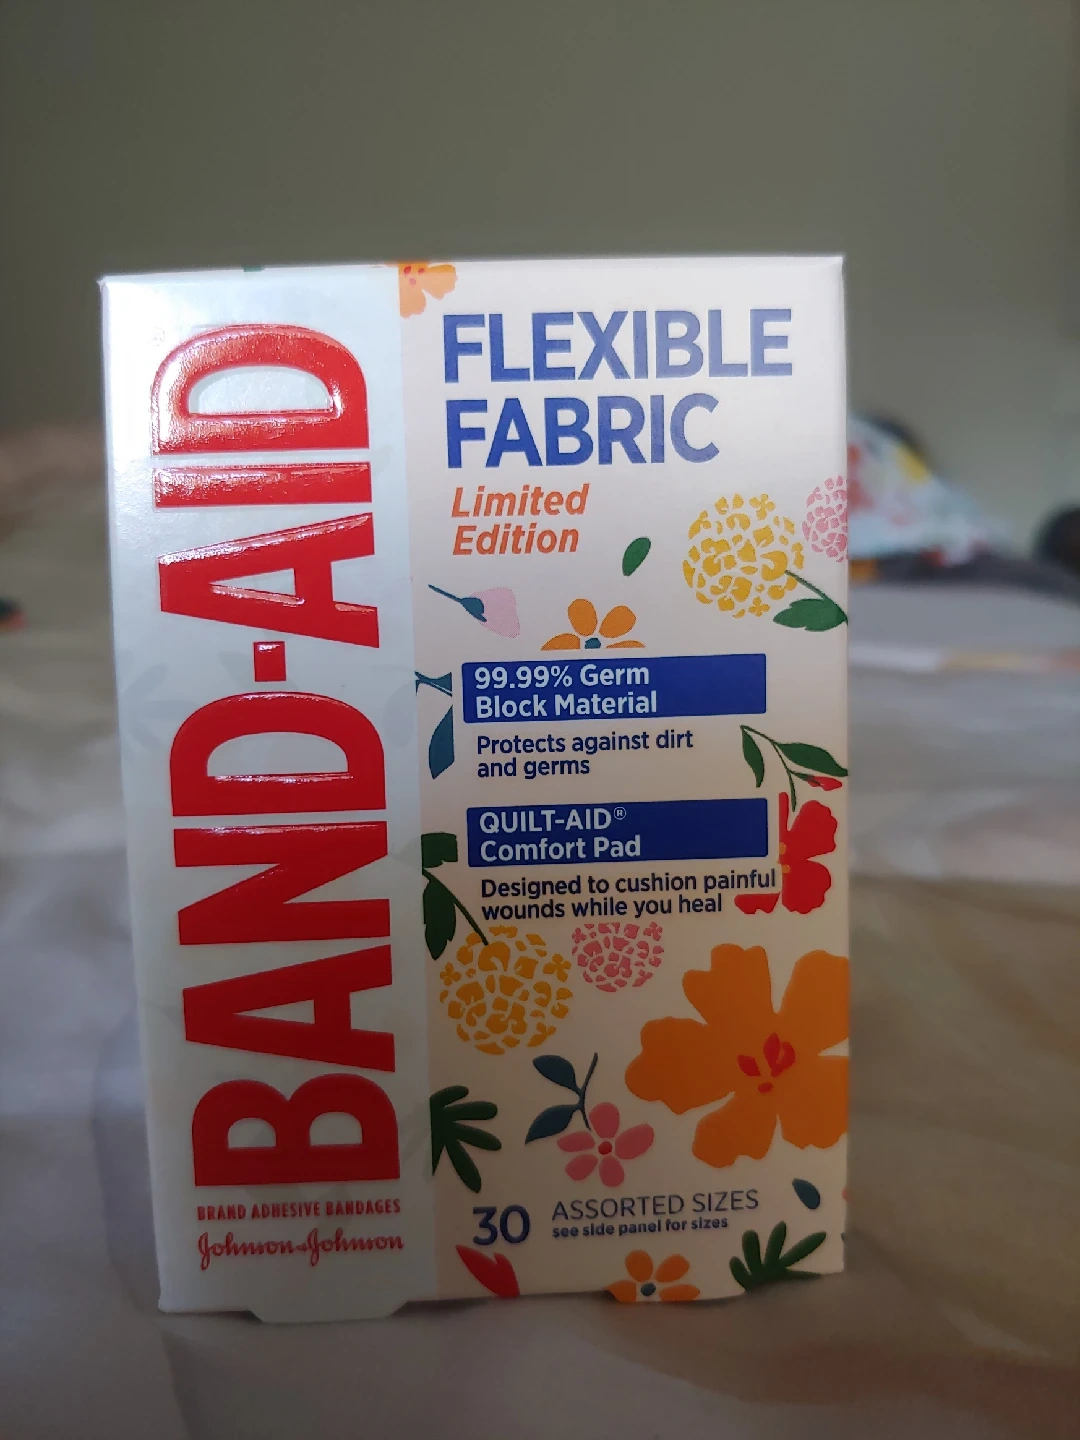 BAND-AID
BRAND ADHESIVE BANDAGES
Johnson+Johnson
FLEXIBLE
FABRIC
Limited
Edition
99.99% Germ
Block Material
Protects against dirt
and germs
QUILT-AID®
Comfort Pad
Designed to cushion painful
wounds while you heal
30 ASSORTED SIZES
see side panel for sizes